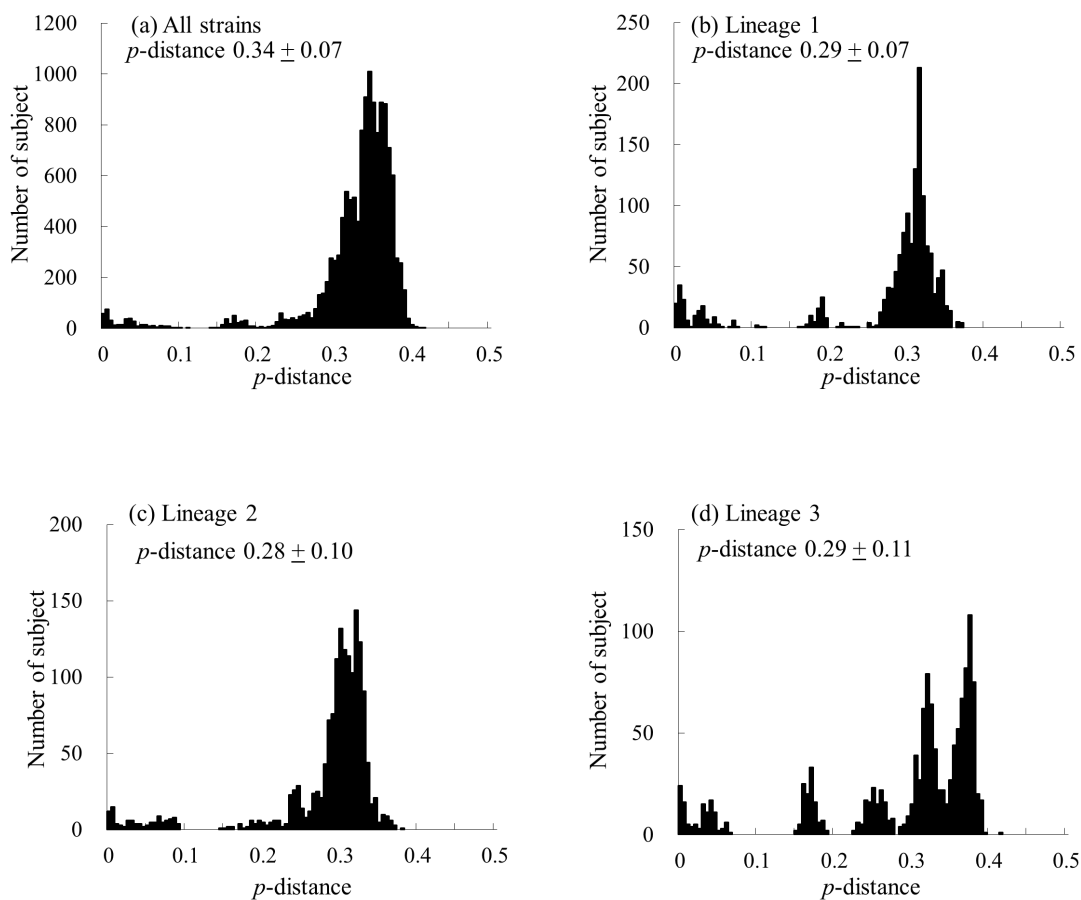 (a) All strains
p-distance 0.34 ± 0.07
Number of subject
1200
1000
800
600
400
200
0
0 0.1 0.2 0.3 0.4 0.5
p-distance
(b) Lineage 1
p-distance 0.29 ± 0.07
Number of subject
250
200
150
100
50
0
0 0.1 0.2 0.3 0.4 0.5
p-distance
(c) Lineage 2
p-distance 0.28 ± 0.10
Number of subject
200
150
100
50
0
0 0.1 0.2 0.3 0.4 0.5
p-distance
(d) Lineage 3
p-distance 0.29 ± 0.11
Number of subject
150
100
50
0
0 0.1 0.2 0.3 0.4 0.5
p-distance